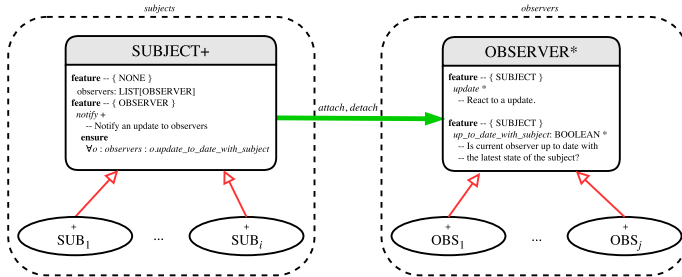 subjects
SUBJECT+
feature -- { NONE }
observers: LIST[OBSERVER]
feature -- { OBSERVER }
notify +
-- Notify an update to observers
ensure
∀o : observers : o.update_to_date_with_subject
+
SUB1
...
+
SUBi
attach, detach
observers
OBSERVER*
feature -- { SUBJECT }
update *
-- React to a update.
feature -- { SUBJECT }
up_to_date_with_subject: BOOLEAN *
-- Is current observer up to date with
-- the latest state of the subject?
+
OBS1
...
+
OBSj